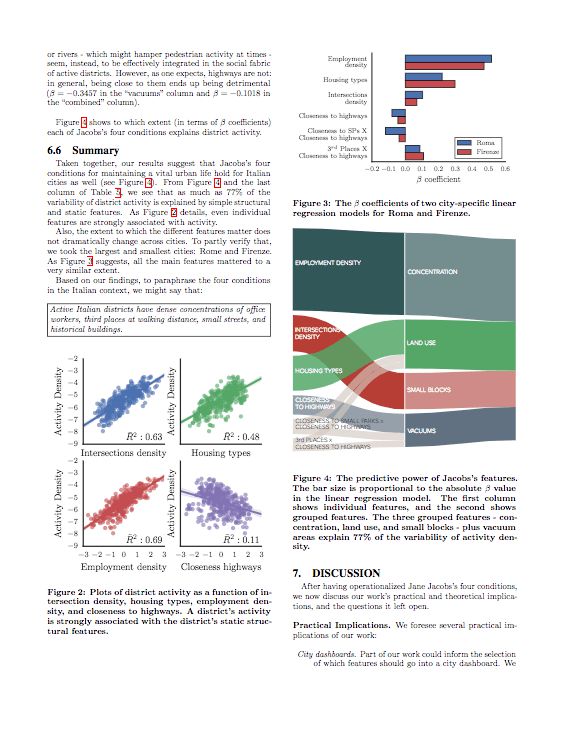 or rivers - which might hamper pedestrian activity at times -
seem, instead, to be effectively integrated in the social fabric
of active districts. However, as one expects, highways are not:
in general, being close to them ends up being detrimental
(β = −0.3457 in the “vacuums” column and β = −0.1018 in
the “combined” column).
Figure 4 shows to which extent (in terms of β coefficients)
each of Jacobs’s four conditions explains district activity.
6.6 Summary
Taken together, our results suggest that Jacobs’s four
conditions for maintaining a vital urban life hold for Italian
cities as well (see Figure 4). From Figure 4 and the last
column of Table 5, we see that as much as 77% of the
variability of district activity is explained by simple structural
and static features. As Figure 2 details, even individual
features are strongly associated with activity.
Also, the extent to which the different features matter does
not dramatically change across cities. To partly verify that,
we took the largest and smallest cities: Rome and Firenze.
As Figure 3 suggests, all the main features mattered to a
very similar extent.
Based on our findings, to paraphrase the four conditions
in the Italian context, we might say that:
Active Italian districts have dense concentrations of office
workers, third places at walking distance, small streets, and
historical buildings.
Activity Density
−2
−3
−4
−5
−6
−7
−8
−9
R̄² : 0.63
Intersections density
Activity Density
R̄² : 0.48
Housing types
Activity Density
−2
−3
−4
−5
−6
−7
−8
−9
R̄² : 0.69
−3 −2 −1 0 1 2 3
Employment density
Activity Density
R̄² : 0.11
−3 −2 −1 0 1 2 3
Closeness highways
Figure 2: Plots of district activity as a function of in-
tersection density, housing types, employment den-
sity, and closeness to highways. A district’s activity
is strongly associated with the district’s static struc-
tural features.
Employment
density
Housing types
Intersections
density
Closeness to highways
Closeness to SPs X
Closeness to highways
3rd Places X
Closeness to highways
Roma
Firenze
−0.2 −0.1 0.0 0.1 0.2 0.3 0.4 0.5 0.6
β coefficient
Figure 3: The β coefficients of two city-specific linear
regression models for Roma and Firenze.
EMPLOYMENT DENSITY
CONCENTRATION
INTERSECTIONS
DENSITY
LAND USE
HOUSING TYPES
SMALL BLOCKS
CLOSENESS
TO HIGHWAYS
CLOSENESS TO SMALL PARKS x
CLOSENESS TO HIGHWAYS
VACUUMS
3rd PLACES x
CLOSENESS TO HIGHWAYS
Figure 4: The predictive power of Jacobs’s features.
The bar size is proportional to the absolute β value
in the linear regression model. The first column
shows individual features, and the second shows
grouped features. The three grouped features - con-
centration, land use, and small blocks - plus vacuum
areas explain 77% of the variability of activity den-
sity.
7. DISCUSSION
After having operationalized Jane Jacobs’s four conditions,
we now discuss our work’s practical and theoretical implica-
tions, and the questions it left open.
Practical Implications. We foresee several practical im-
plications of our work:
City dashboards. Part of our work could inform the selection
of which features should go into a city dashboard. We